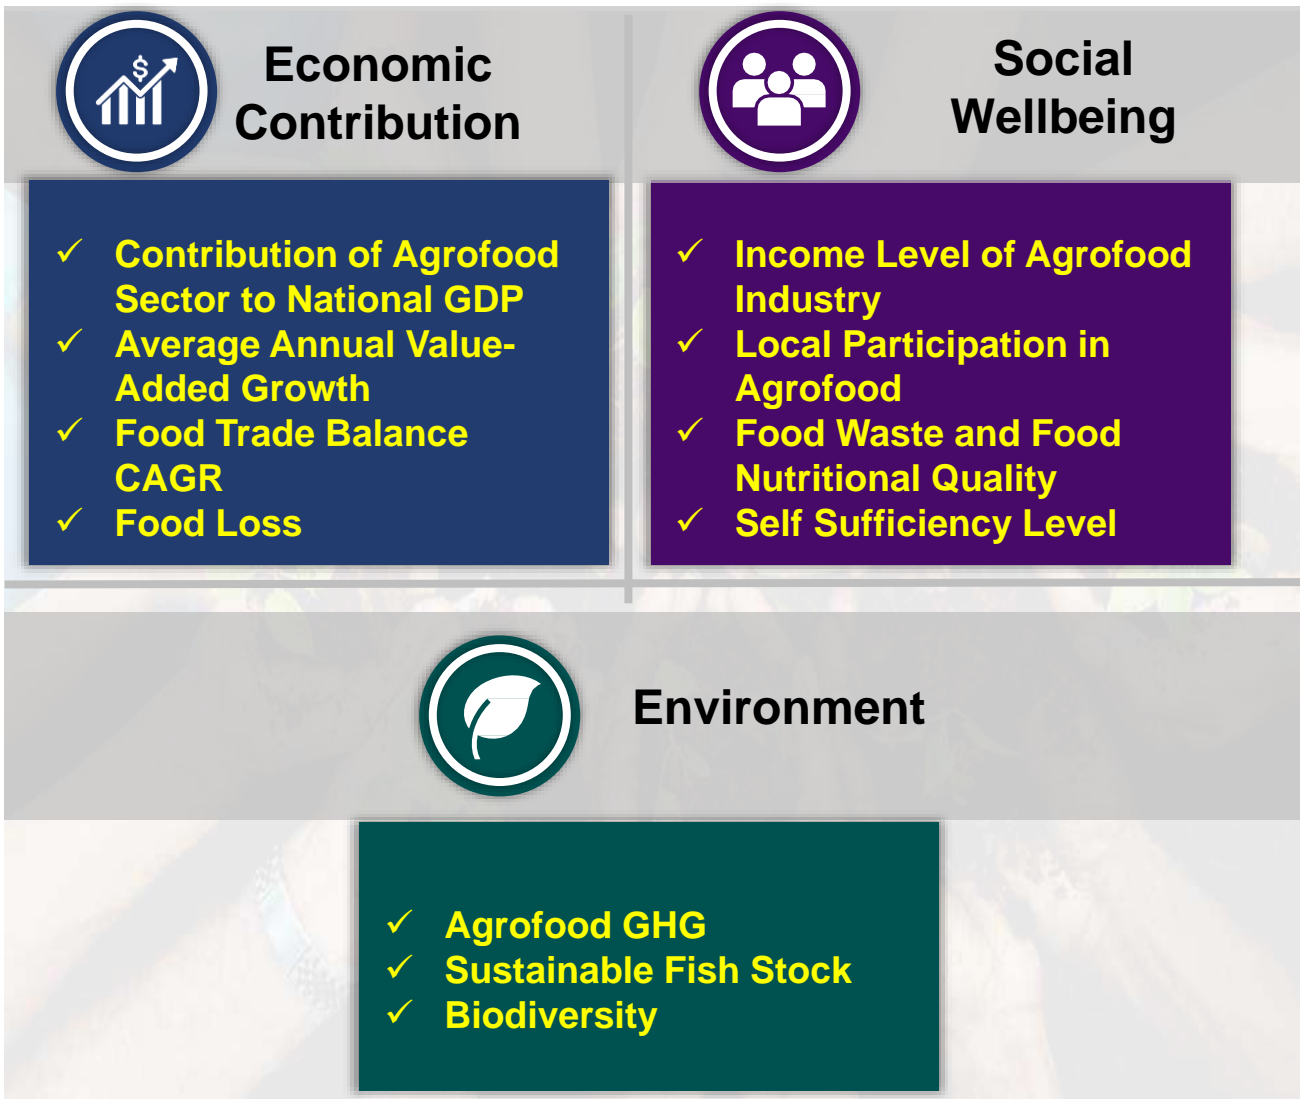 Economic
Contribution
✓ Contribution of Agrofood
Sector to National GDP
✓ Average Annual Value-
Added Growth
✓ Food Trade Balance
CAGR
✓ Food Loss
Social
Wellbeing
✓ Income Level of Agrofood
Industry
✓ Local Participation in
Agrofood
✓ Food Waste and Food
Nutritional Quality
✓ Self Sufficiency Level
Environment
✓ Agrofood GHG
✓ Sustainable Fish Stock
✓ Biodiversity